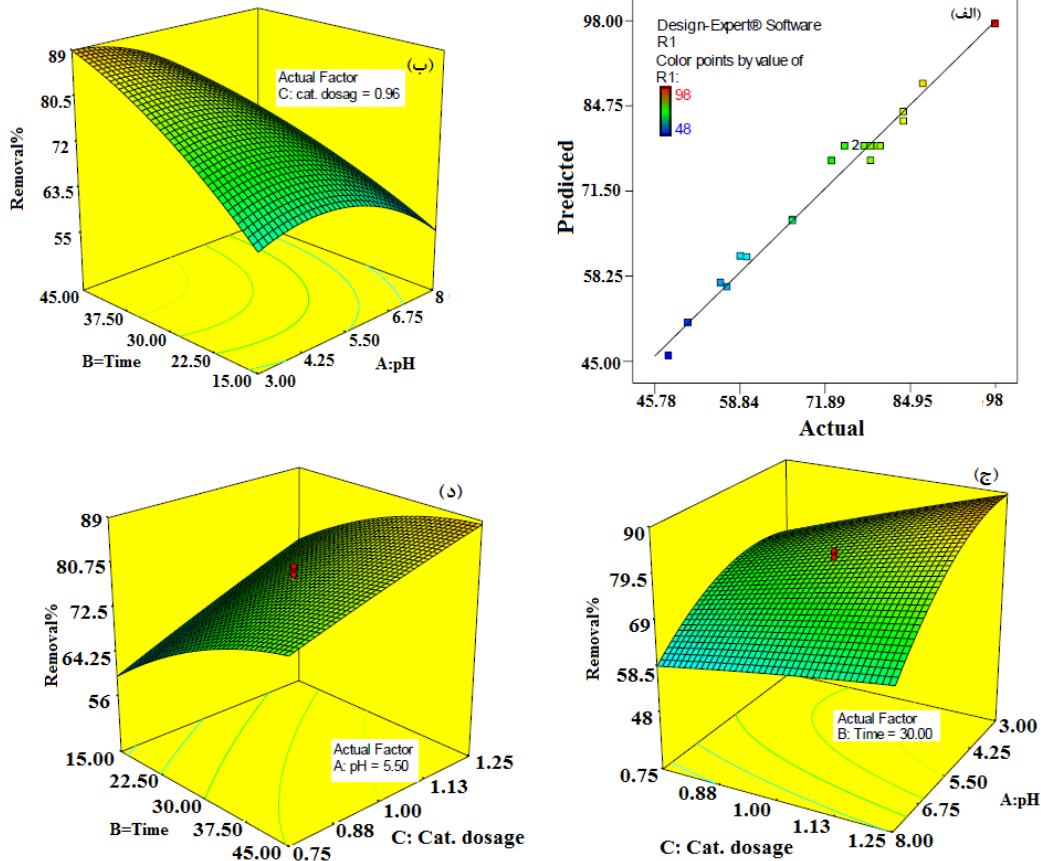 (ب)
Actual Factor
C: cat. dosag = 0.96
Removal%
89
80.5
72
63.5
55
45.00
37.50
30.00
22.50
15.00
B=Time
3.00
4.25
5.50
6.75
8
A:pH
(الف)
Design-Expert® Software
R1
Color points by value of
R1:
98
48
Predicted
98.00
84.75
71.50
58.25
45.00
2
45.78
58.84
71.89
84.95
98
Actual
(د)
Removal%
89
80.75
72.5
64.25
56
15.00
22.50
30.00
37.50
45.00
B=Time
Actual Factor
A: pH = 5.50
0.75
0.88
1.00
1.13
1.25
C: Cat. dosage
(ج)
Removal%
90
79.5
69
58.5
48
Actual Factor
B: Time = 30.00
0.75
0.88
1.00
1.13
1.25
C: Cat. dosage
3.00
4.25
5.50
6.75
8.00
A:pH